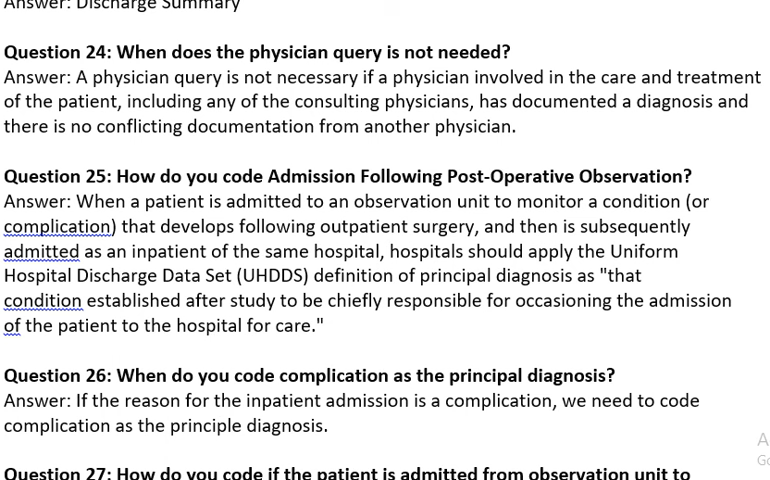 Answer: Discharge Summary
Question 24: When does the physician query is not needed?
Answer: A physician query is not necessary if a physician involved in the care and treatment
of the patient, including any of the consulting physicians, has documented a diagnosis and
there is no conflicting documentation from another physician.
Question 25: How do you code Admission Following Post-Operative Observation?
Answer: When a patient is admitted to an observation unit to monitor a condition (or
complication) that develops following outpatient surgery, and then is subsequently
admitted as an inpatient of the same hospital, hospitals should apply the Uniform
Hospital Discharge Data Set (UHDDS) definition of principal diagnosis as "that
condition established after study to be chiefly responsible for occasioning the admission
of the patient to the hospital for care."
Question 26: When do you code complication as the principal diagnosis?
Answer: If the reason for the inpatient admission is a complication, we need to code
complication as the principle diagnosis.
Question 27: How do you code if the patient is admitted from observation unit to